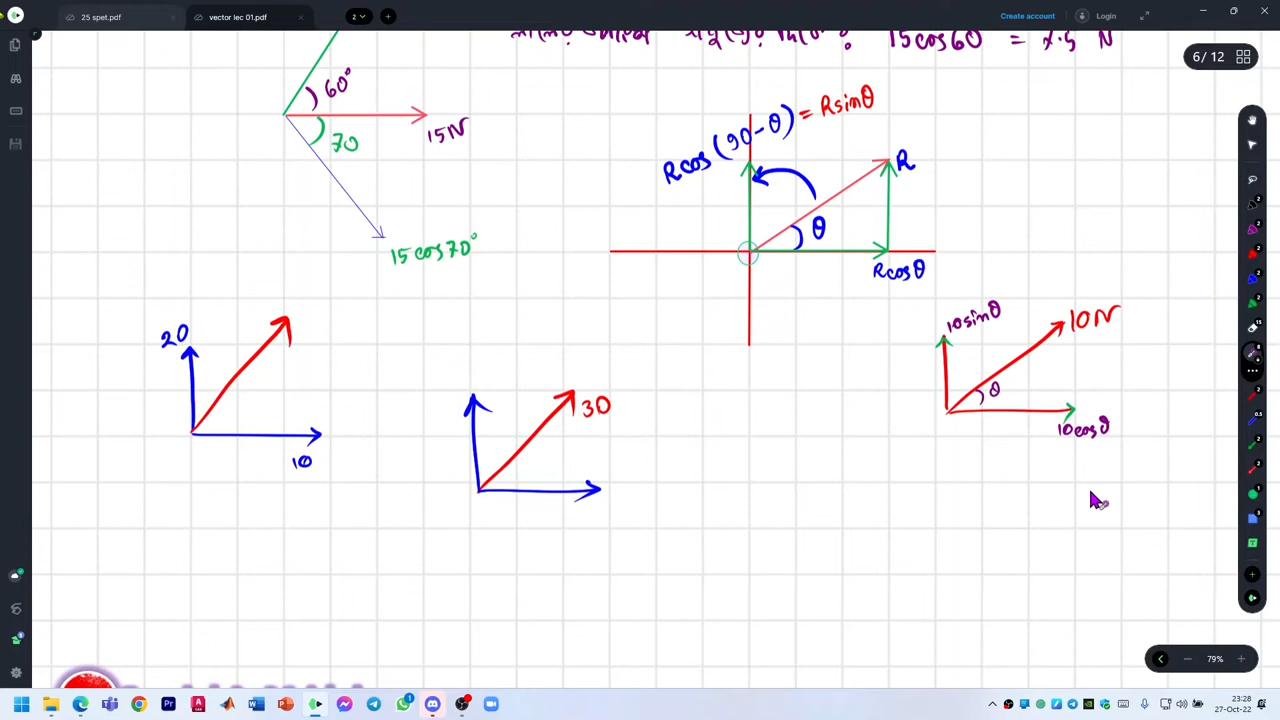 25 spet.pdf
vector lec 01.pdf
2
Create account
Login
6/12
15cos60 = 7.5 N
60°
15N
70
15cos70°
Rcos(90-θ) = Rsinθ
R
θ
Rcosθ
20
10
30
10sinθ
10N
θ
10cosθ
79%
23:28
27-Oct-22